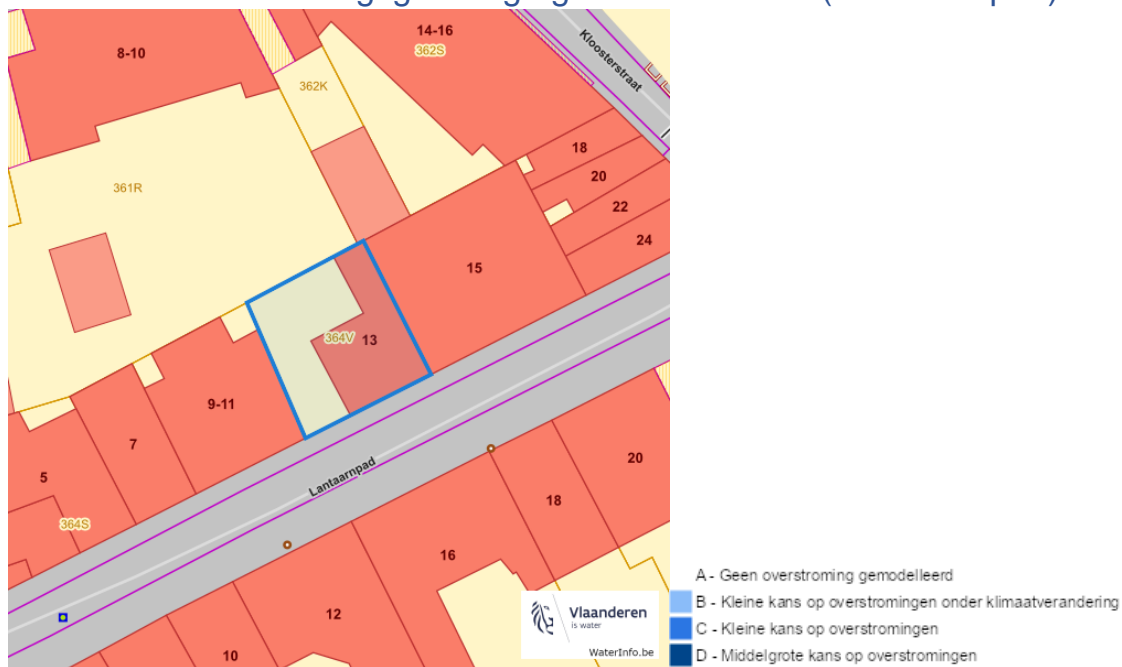 8-10
14-16
362S
Kloosterstraat
362K
18
20
361R
22
24
15
364V
13
9-11
7
20
5
Lantaarnpad
18
364S
16
12
10
Vlaanderen
is water
WaterInfo.be
A - Geen overstroming gemodelleerd
B - Kleine kans op overstromingen onder klimaatverandering
C - Kleine kans op overstromingen
D - Middelgrote kans op overstromingen